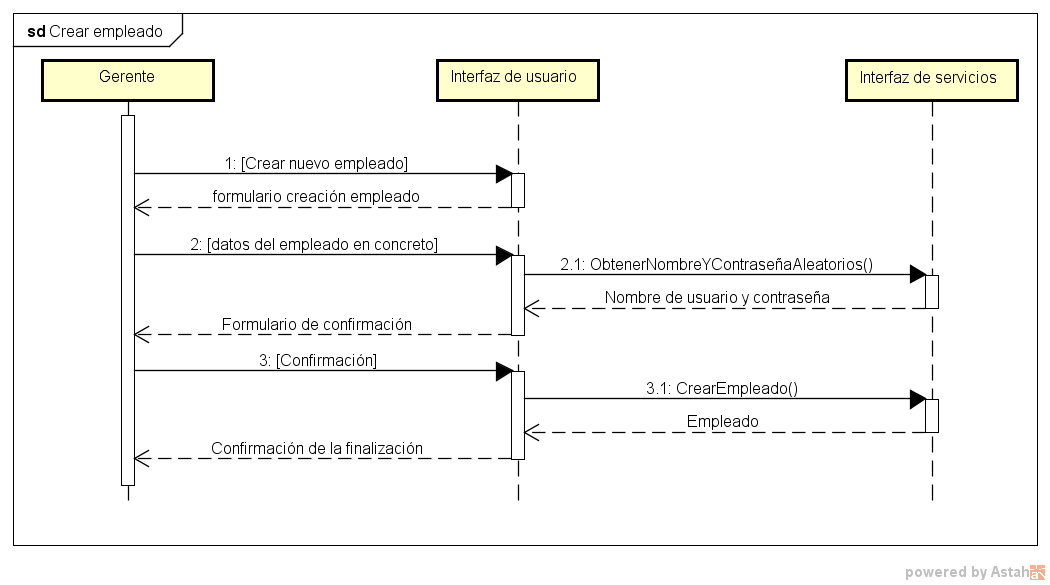 sd Crear empleado
Gerente
Interfaz de usuario
Interfaz de servicios
1: [Crear nuevo empleado]
formulario creación empleado
2: [datos del empleado en concreto]
2.1: ObtenerNombreYContraseñaAleatorios()
Nombre de usuario y contraseña
Formulario de confirmación
3: [Confirmación]
3.1: CrearEmpleado()
Empleado
Confirmación de la finalización
powered by Astah